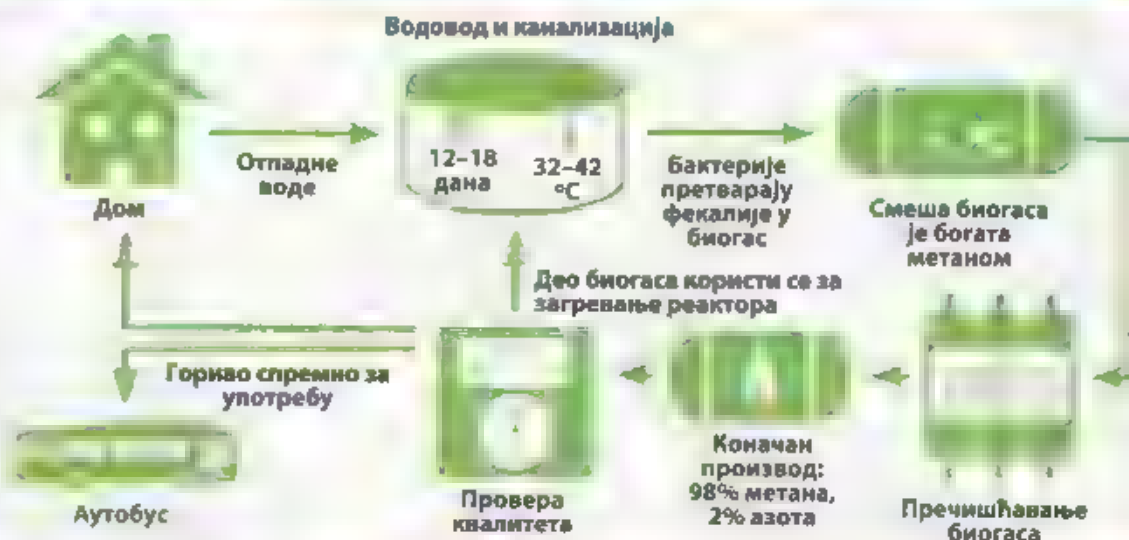 Водовод и канализација
Отпадне
воде
Дом
12–18
дана
32–42
°C
Бактерије
претварају
фекалије у
биогас
Смеша биогаса
је богата
метаном
Део биогаса користи се за
загревање реактора
Гориво спремно за
употребу
Аутобус
Провера
квалитета
Коначан
производ:
98% метана,
2% азота
Пречишћавање
биогаса